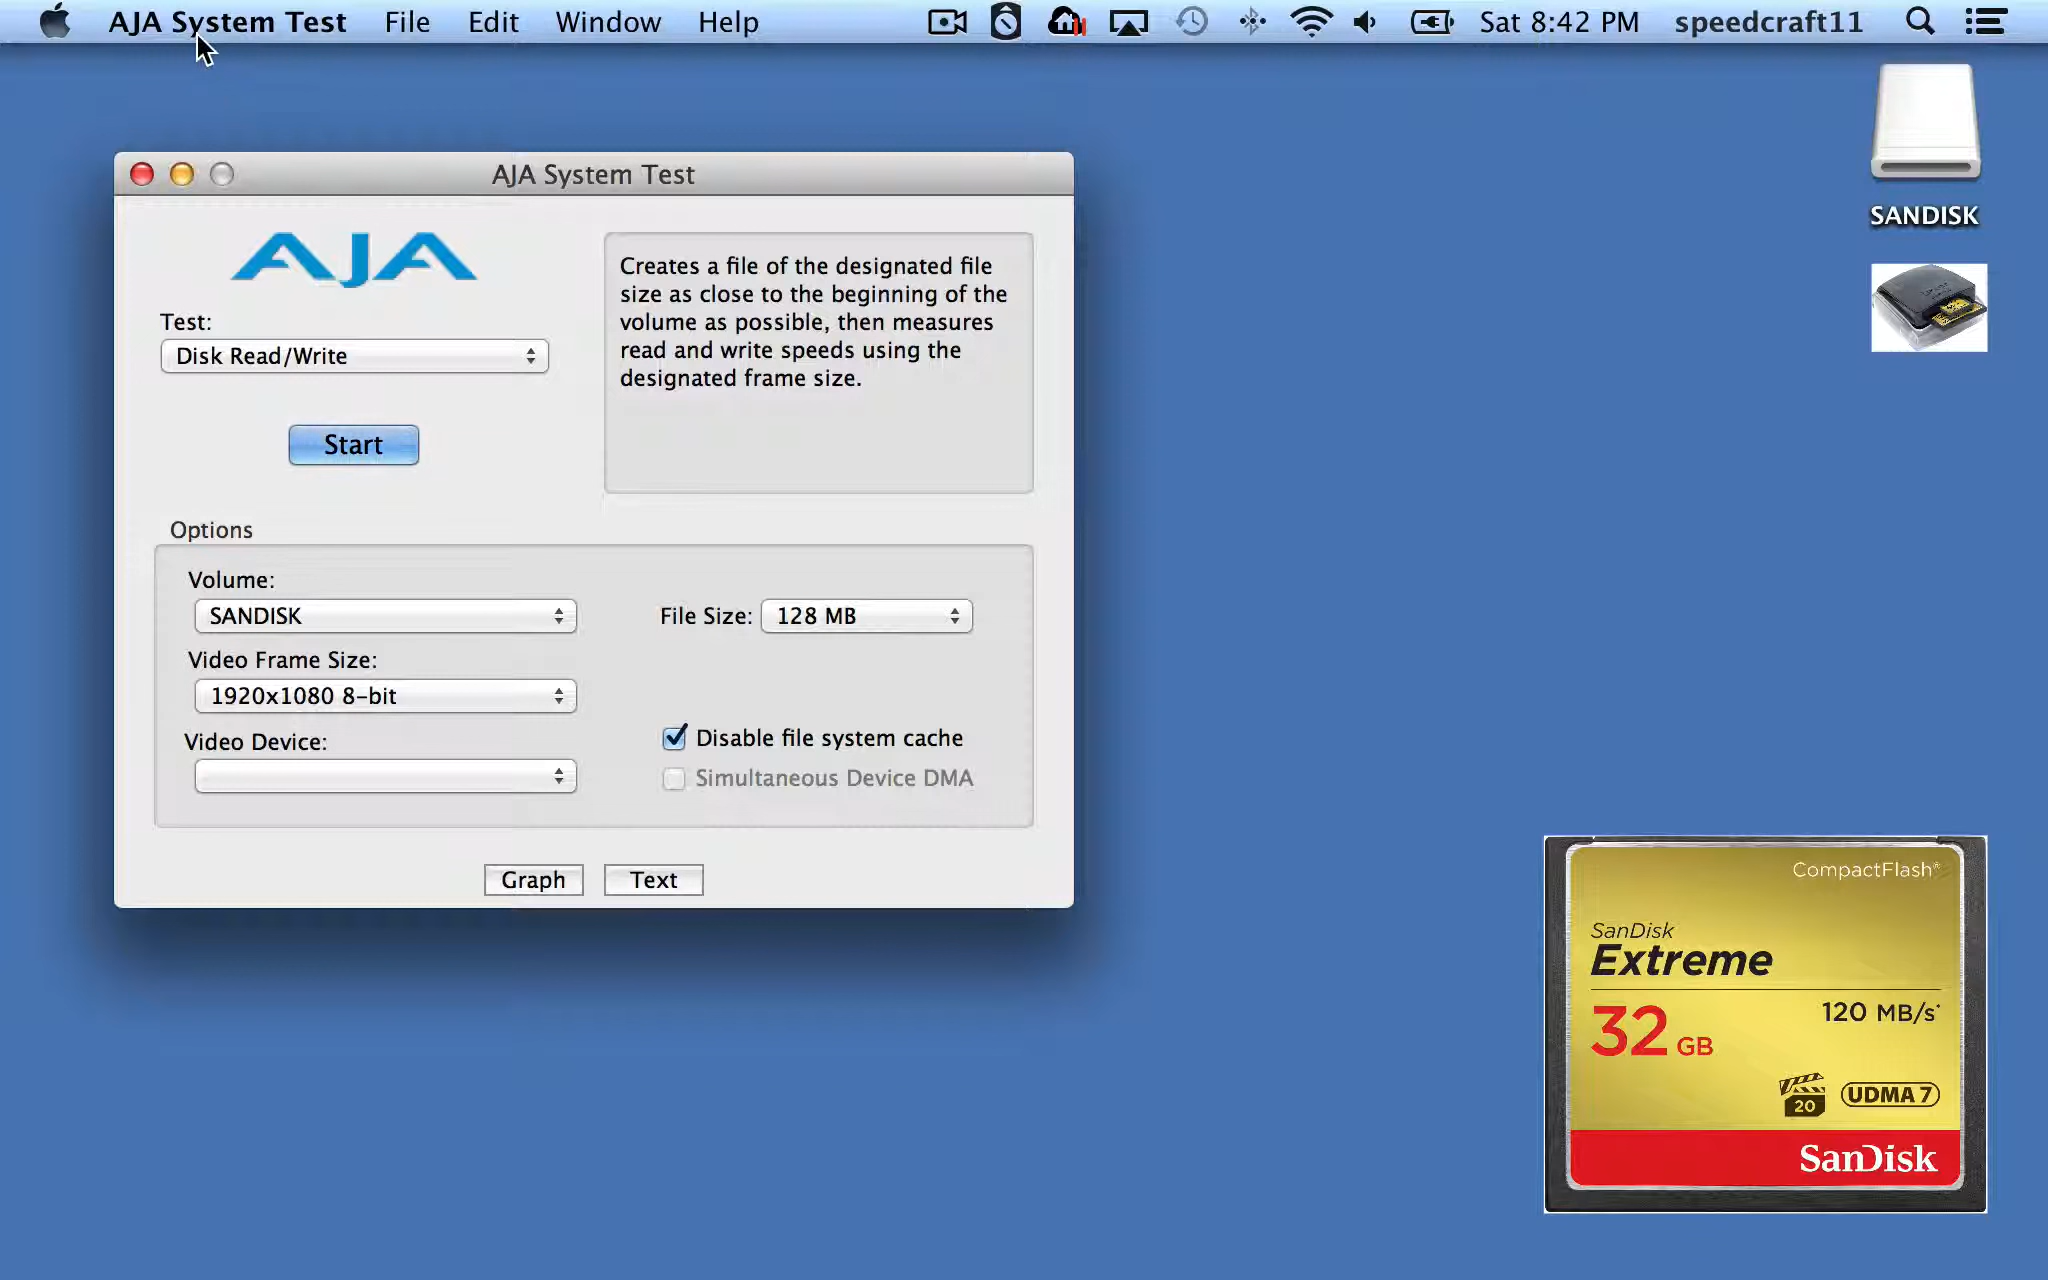 AJA System Test File Edit Window Help Sat 8:42 PM speedcraft11
SANDISK
AJA System Test
AJA
Test:
Disk Read/Write
Start
Creates a file of the designated file
size as close to the beginning of the
volume as possible, then measures
read and write speeds using the
designated frame size.
Options
Volume:
SANDISK
File Size: 128 MB
Video Frame Size:
1920x1080 8-bit
Video Device:
Disable file system cache
Simultaneous Device DMA
Graph
Text
CompactFlash®
SanDisk
Extreme
32 GB
120 MB/s*
20
UDMA 7
SanDisk